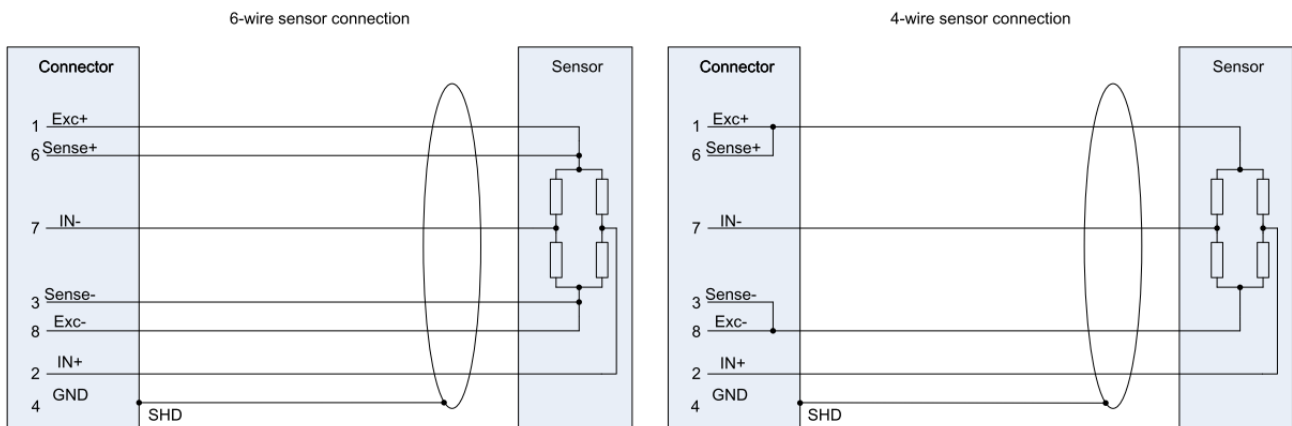 6-wire sensor connection
Connector
Sensor
1 Exc+
6 Sense+
7 IN-
3 Sense-
8 Exc-
2 IN+
4 GND
SHD
4-wire sensor connection
Connector
Sensor
1 Exc+
6 Sense+
7 IN-
3 Sense-
8 Exc-
2 IN+
4 GND
SHD